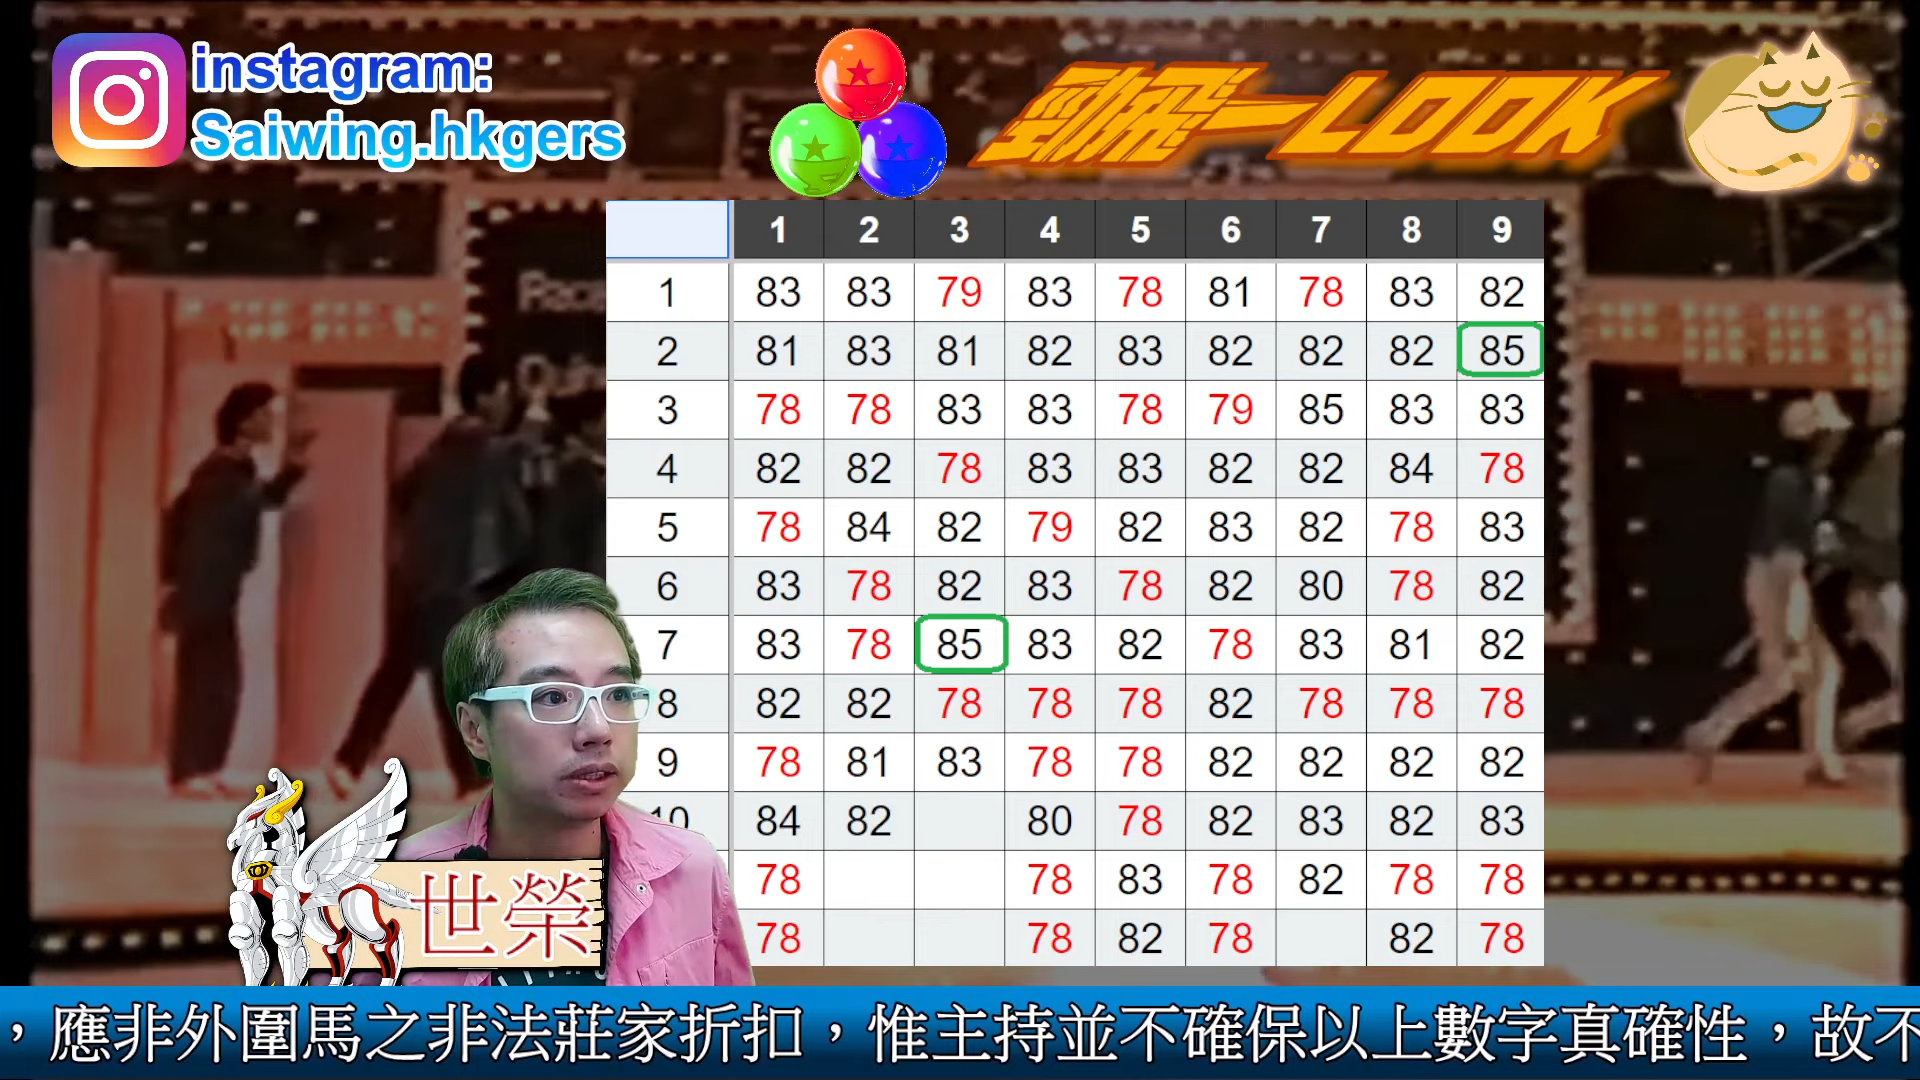 instagram:
Saiwing.hkgers
勁飛一LOOK
1 2 3 4 5 6 7 8 9
1 83 83 79 83 78 81 78 83 82
2 81 83 81 82 83 82 82 82 85
3 78 78 83 83 78 79 85 83 83
4 82 82 78 83 83 82 82 84 78
5 78 84 82 79 82 83 82 78 83
6 83 78 82 83 78 82 80 78 82
7 83 78 85 83 82 78 83 81 82
8 82 82 78 78 78 82 78 78 78
9 78 81 83 78 78 82 82 82 82
10 84 82 80 78 82 83 82 83
78 78 83 78 82 78 78
78 78 82 78 82 78
世榮
，應非外圍馬之非法莊家折扣，惟主持並不確保以上數字真確性，故不